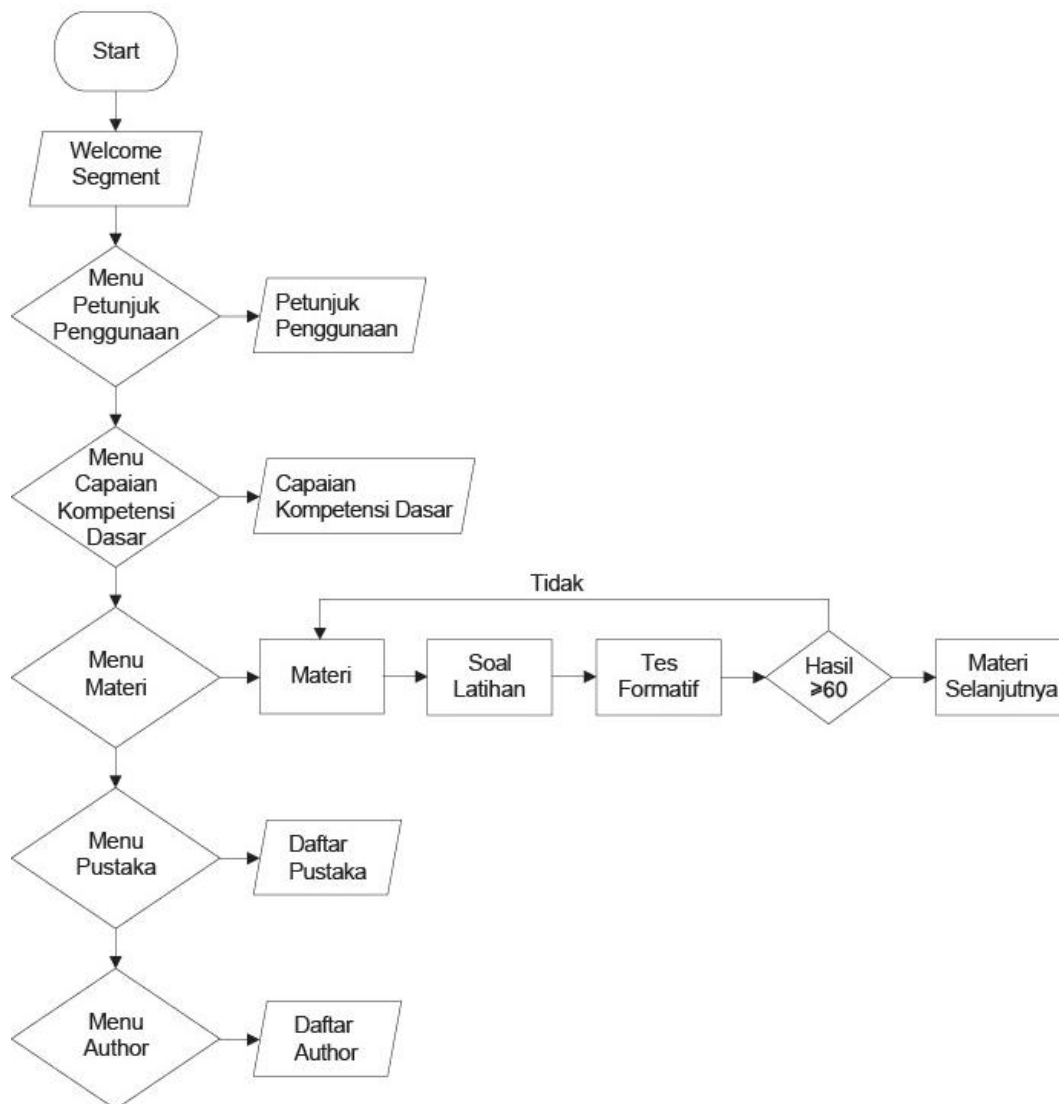 Start
Welcome
Segment
Menu
Petunjuk
Penggunaan
Petunjuk
Penggunaan
Menu
Capaian
Kompetensi
Dasar
Capaian
Kompetensi Dasar
Tidak
Menu
Materi
Materi
Soal
Latihan
Tes
Formatif
Hasil
⩾60
Materi
Selanjutnya
Menu
Pustaka
Daftar
Pustaka
Menu
Author
Daftar
Author